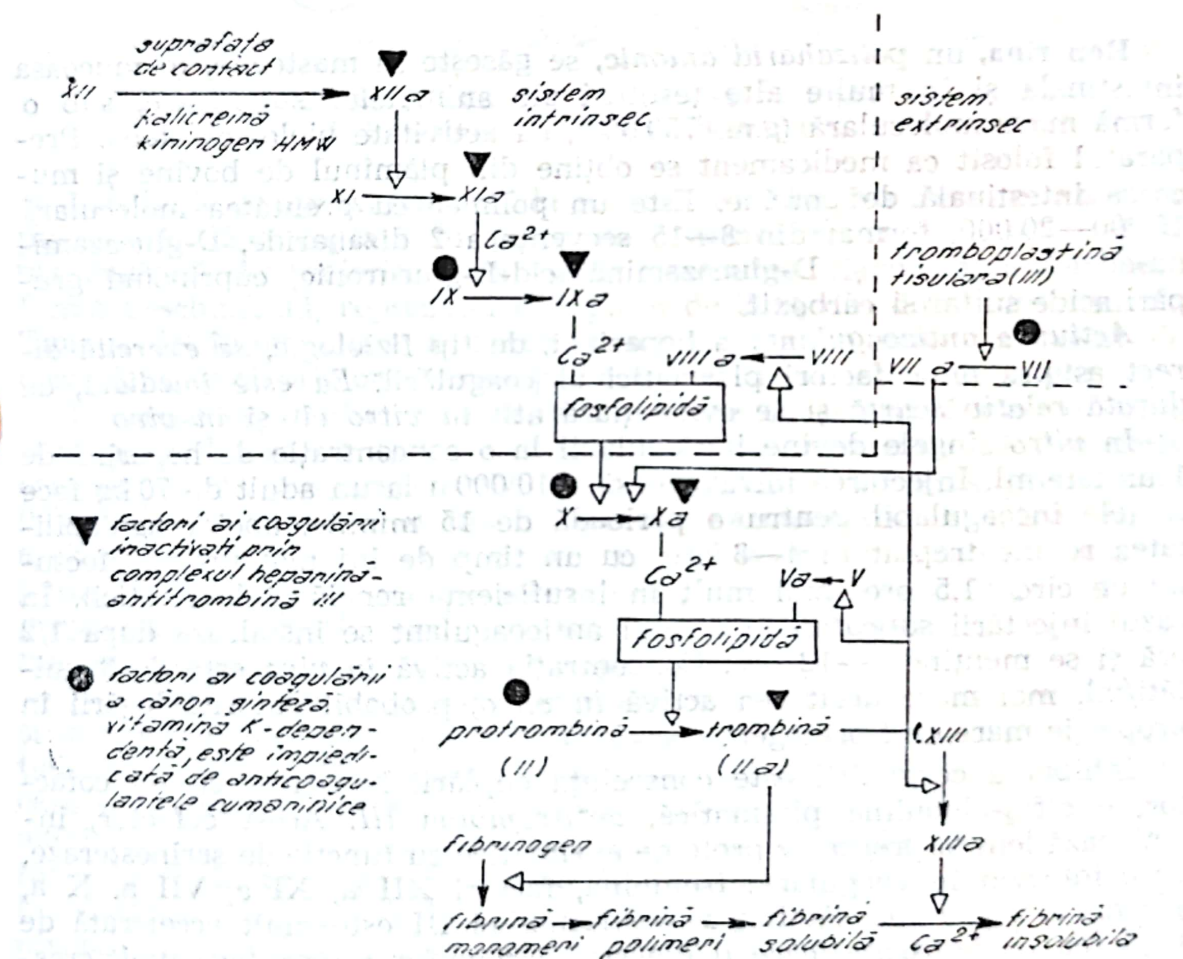 suprafața
de contact
XII
XIIa
kalicreină
kininogen HMW
sistem
intrinsec
sistem
extrinsec
XI
XIa
Ca2+
IX
IXa
tromboplastină
tisulară (III)
Ca2+
VIIIa
VIII
VIIa
VII
fosfolipidă
X
Xa
factori ai coagulării
inactivați prin
complexul heparină-
antitrombină III
Ca2+
Va
V
fosfolipidă
factori ai coagulării
a căror sinteză
vitamină K-depen-
dentă, este împiedi-
cată de anticoagu-
lantele cumarinice
protrombină
trombină
XIII
(II)
(IIa)
fibrinogen
XIIIa
fibrină
monomeri
fibrină
polimeri
fibrină
solubilă
Ca2+
fibrină
insolubilă